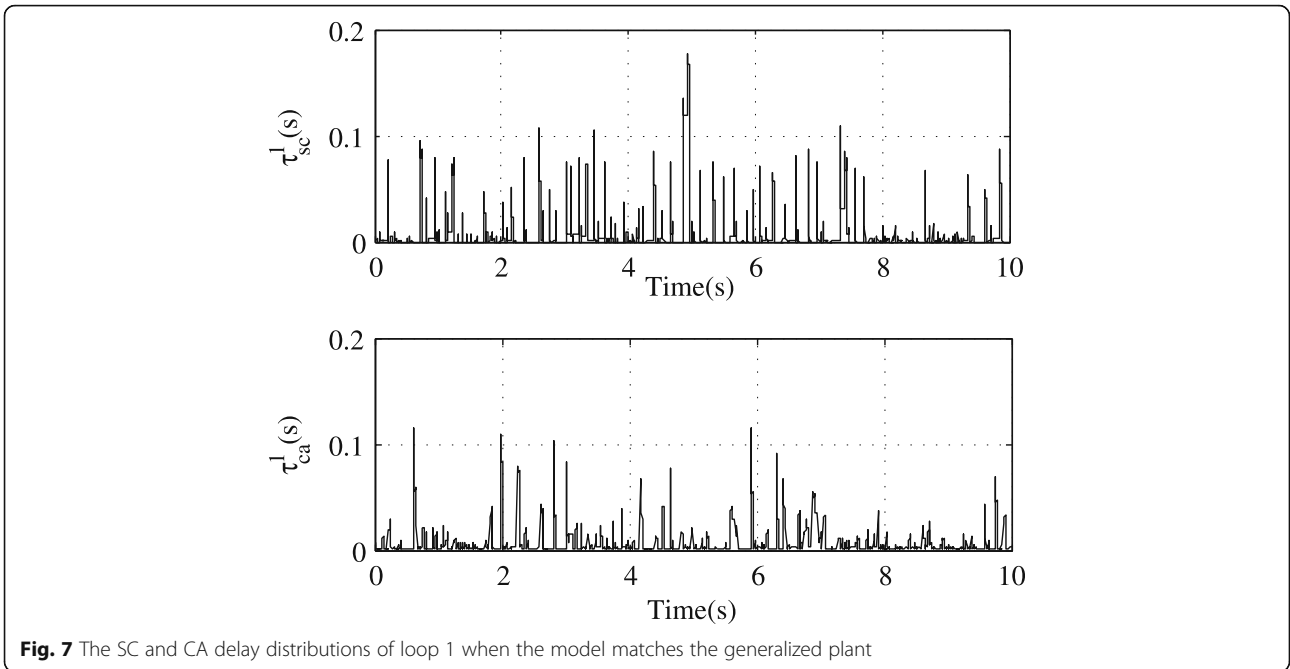 0.2
0.1
0
τ¹sc(s)
0 2 4 6 8 10
Time(s)
0.2
0.1
0
τ¹ca(s)
0 2 4 6 8 10
Time(s)
Fig. 7 The SC and CA delay distributions of loop 1 when the model matches the generalized plant